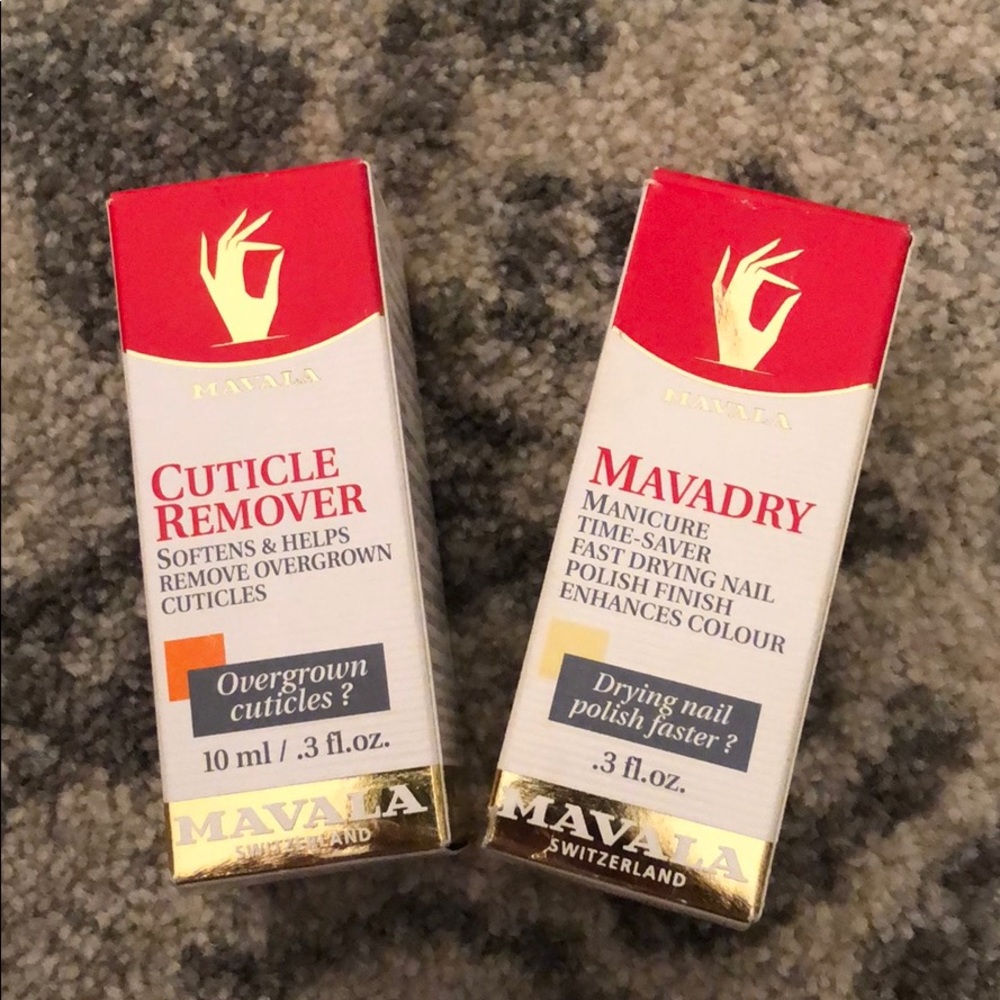 MAVALA
CUTICLE
REMOVER
SOFTENS & HELPS
REMOVE OVERGROWN
CUTICLES
Overgrown
cuticles ?
10 ml / .3 fl.oz.
MAVALA
SWITZERLAND
MAVALA
MAVADRY
MANICURE
TIME-SAVER
FAST DRYING NAIL
POLISH FINISH
ENHANCES COLOUR
Drying nail
polish faster ?
.3 fl.oz.
MAVALA
SWITZERLAND